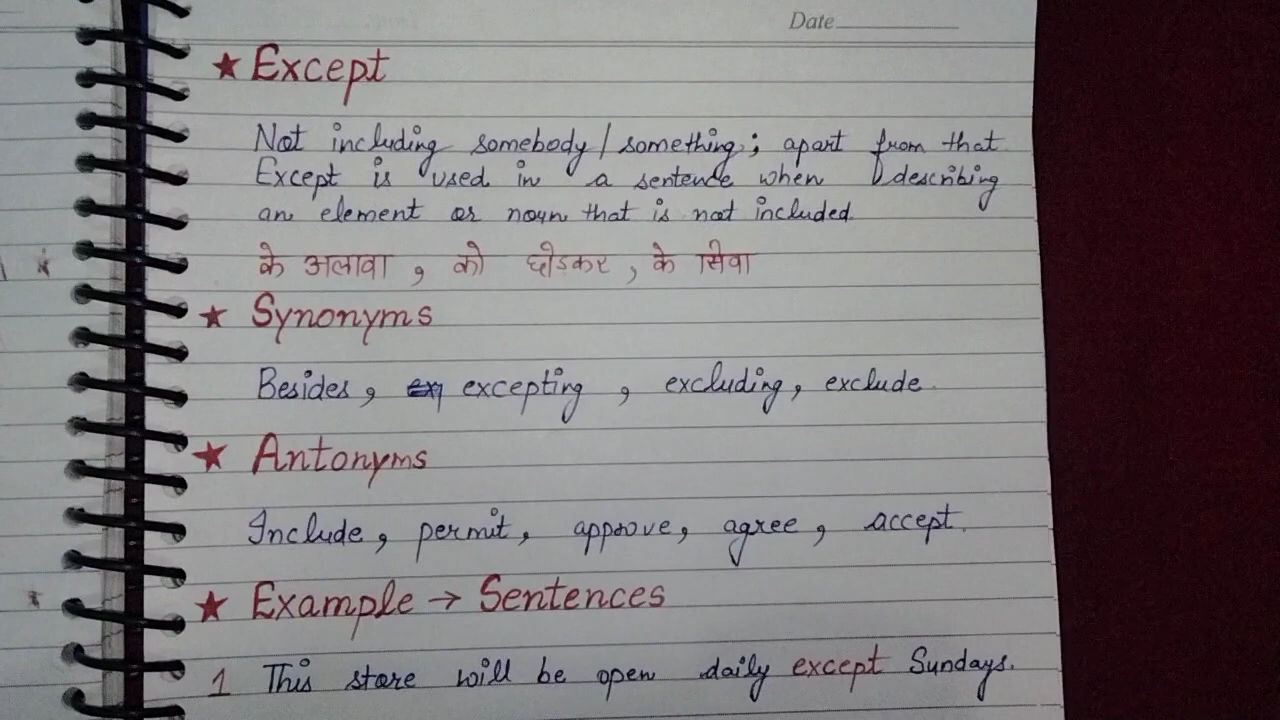 Date
★ Except
Not including somebody / something; apart from that
Except is used in a sentence when describing
an element or noun that is not included
के अलावा , को छोड़कर , के सिवा
★ Synonyms
Besides, excepting , excluding, exclude.
★ Antonyms
Include, permit, approve, agree, accept.
★ Example → Sentences
1 This store will be open daily except Sundays.